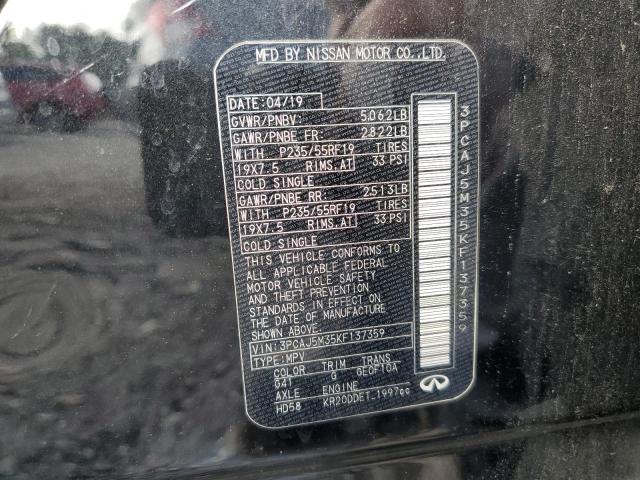 MFD BY NISSAN MOTOR CO.,LTD.
DATE: 04/19
GVWR/PNBV: 5,062LB
GAWR/PNBE FR: 2,822LB
WITH P235/55RF19 TIRES
19X7.5 RIMS,AT 33 PSI
COLD SINGLE
GAWR/PNBE RR: 2,513LB
WITH P235/55RF19 TIRES
19X7.5 RIMS,AT 33 PSI
COLD SINGLE
THIS VEHICLE CONFORMS TO
ALL APPLICABLE FEDERAL
MOTOR VEHICLE SAFETY
AND THEFT PREVENTION
STANDARDS IN EFFECT ON
THE DATE OF MANUFACTURE
SHOWN ABOVE.
VIN: 3PCAJ5M35KF137359
TYPE: MPV
COLOR TRIM TRANS
G41 G GE0F10A
AXLE ENGINE
HD58 KR20DDET 1997cc
3PCAJ5M35KF137359